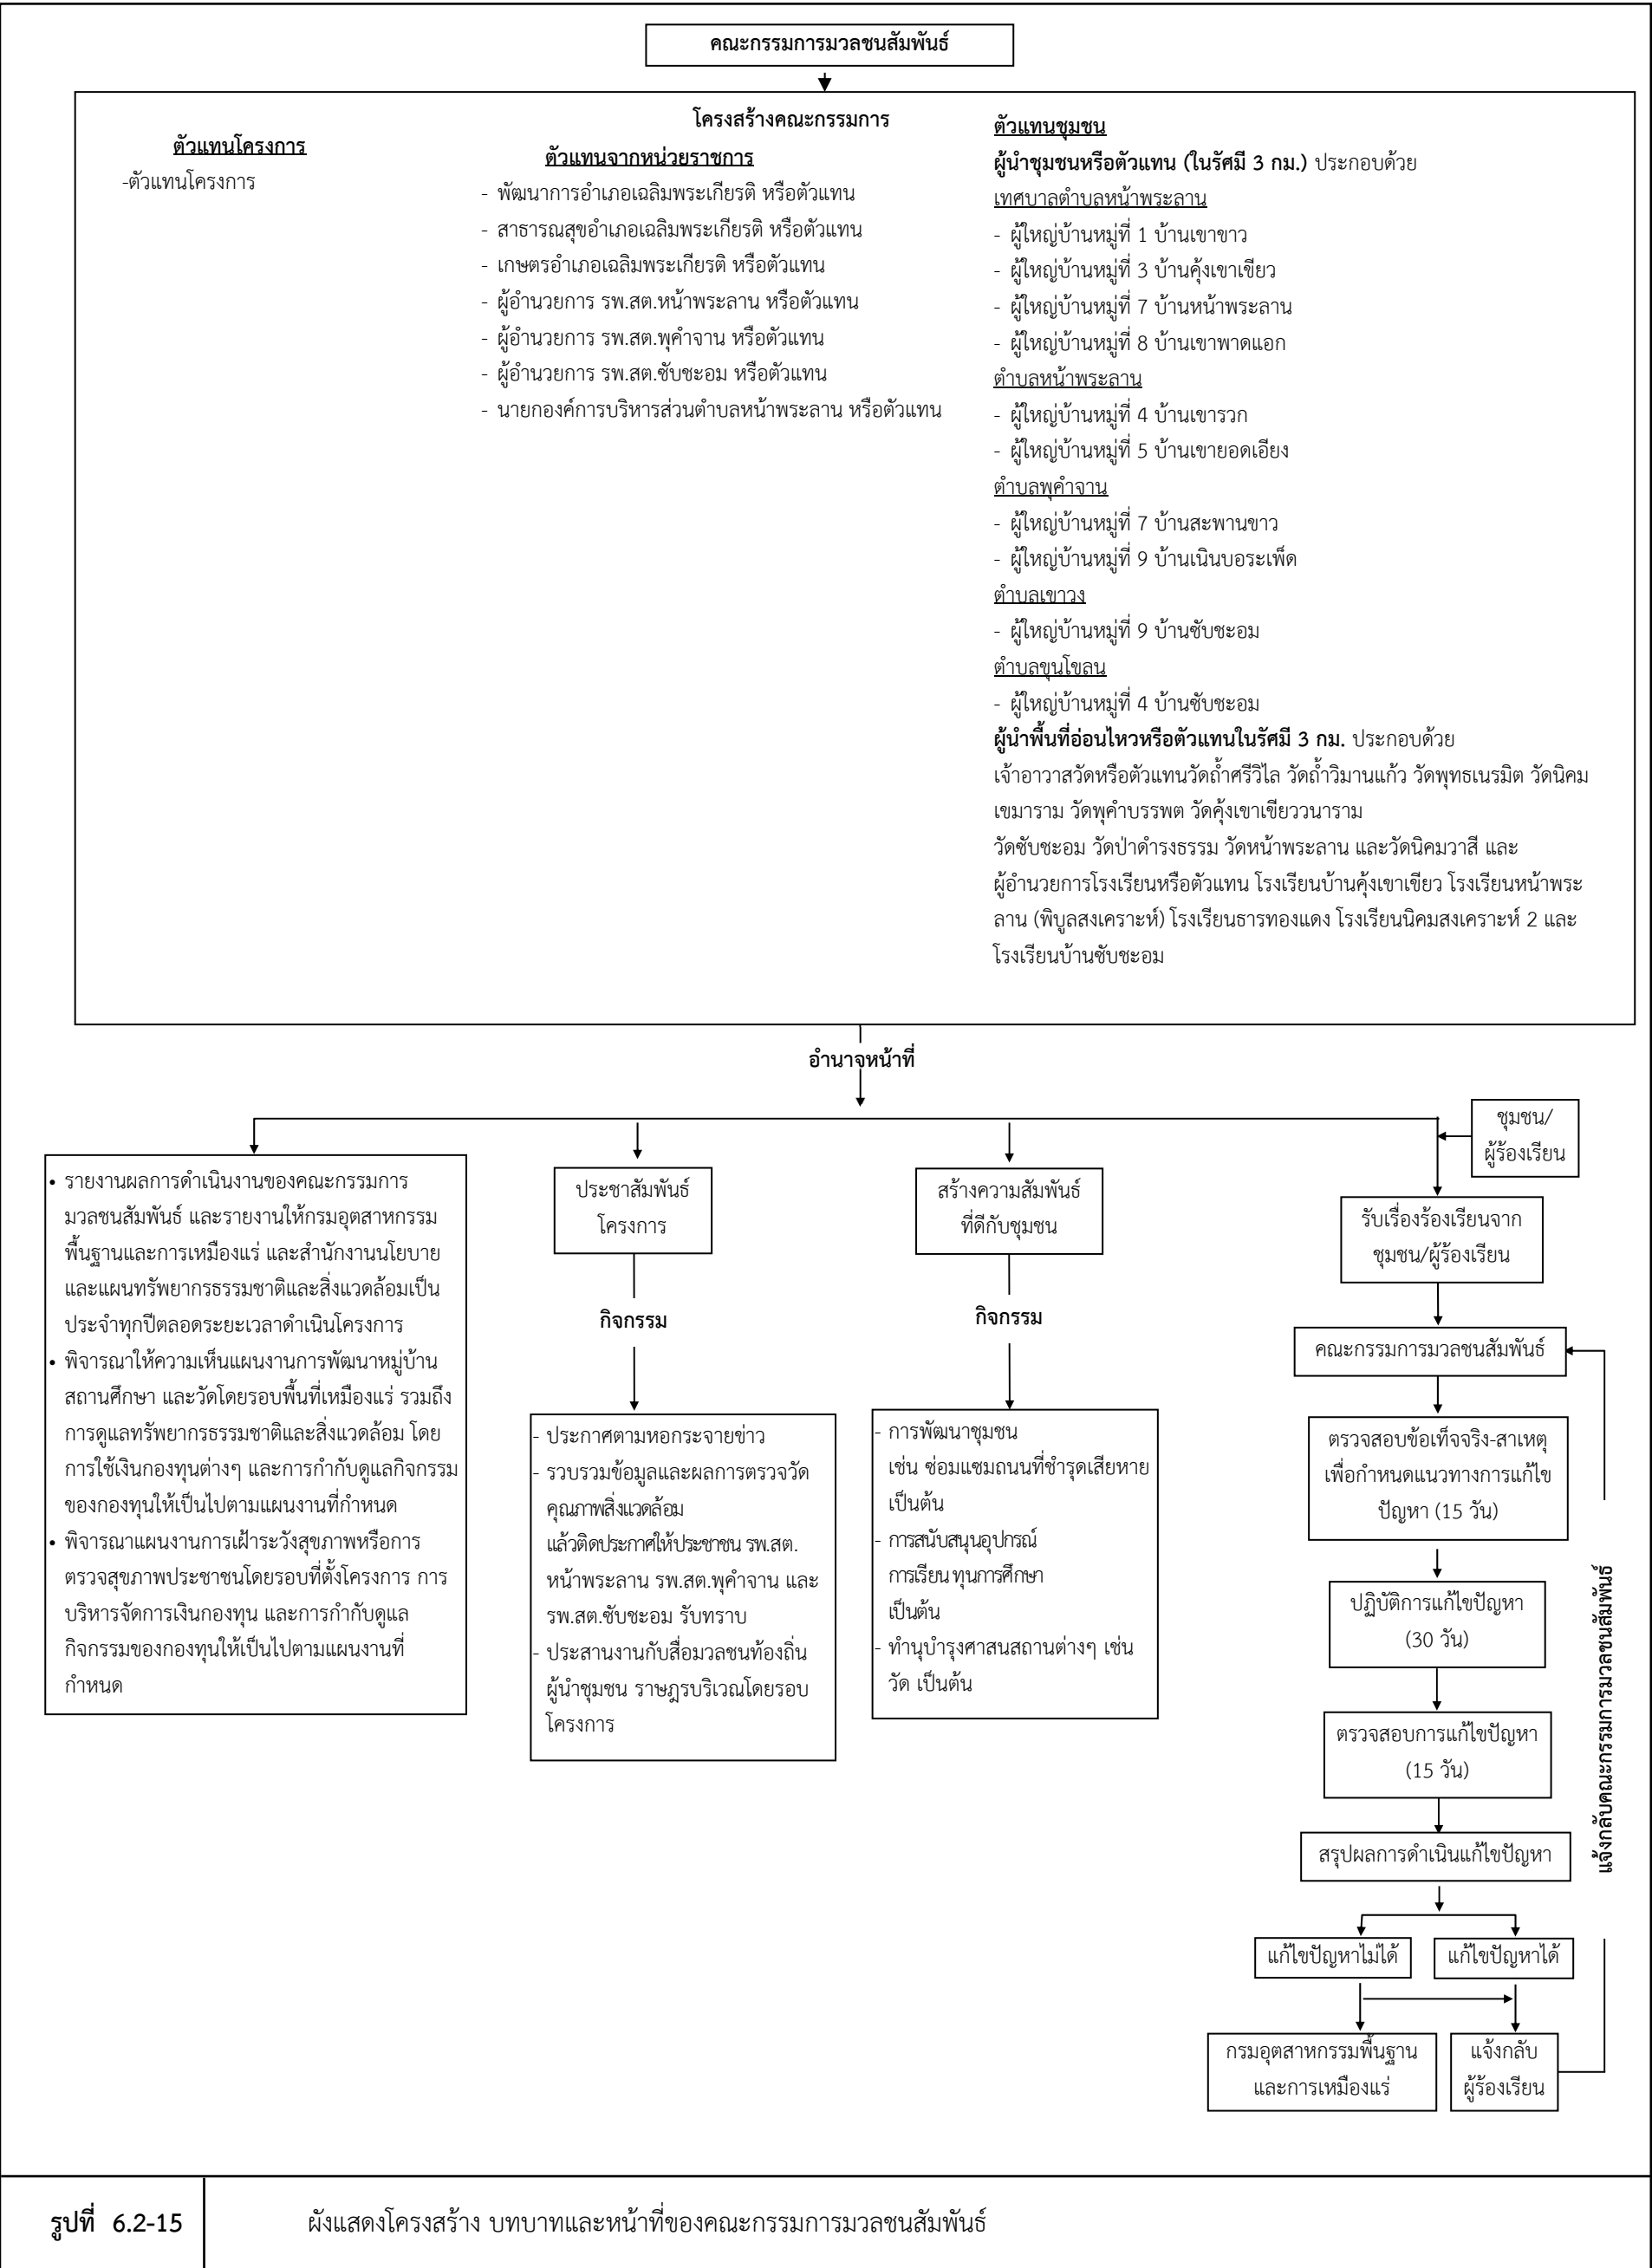 คณะกรรมการมวลชนสัมพันธ์
โครงสร้างคณะกรรมการ
ตัวแทนโครงการ
-ตัวแทนโครงการ
ตัวแทนจากหน่วยราชการ
- พัฒนาการอำเภอเฉลิมพระเกียรติ หรือตัวแทน
- สาธารณสุขอำเภอเฉลิมพระเกียรติ หรือตัวแทน
- เกษตรอำเภอเฉลิมพระเกียรติ หรือตัวแทน
- ผู้อำนวยการ รพ.สต.หน้าพระลาน หรือตัวแทน
- ผู้อำนวยการ รพ.สต.พุคำจาน หรือตัวแทน
- ผู้อำนวยการ รพ.สต.ซับชะอม หรือตัวแทน
- นายกองค์การบริหารส่วนตำบลหน้าพระลาน หรือตัวแทน
ตัวแทนชุมชน
ผู้นำชุมชนหรือตัวแทน (ในรัศมี 3 กม.) ประกอบด้วย
เทศบาลตำบลหน้าพระลาน
- ผู้ใหญ่บ้านหมู่ที่ 1 บ้านเขาขาว
- ผู้ใหญ่บ้านหมู่ที่ 3 บ้านคุ้งเขาเขียว
- ผู้ใหญ่บ้านหมู่ที่ 7 บ้านหน้าพระลาน
- ผู้ใหญ่บ้านหมู่ที่ 8 บ้านเขาพาดแอก
ตำบลหน้าพระลาน
- ผู้ใหญ่บ้านหมู่ที่ 4 บ้านเขารวก
- ผู้ใหญ่บ้านหมู่ที่ 5 บ้านเขายอดเอียง
ตำบลพุคำจาน
- ผู้ใหญ่บ้านหมู่ที่ 7 บ้านสะพานขาว
- ผู้ใหญ่บ้านหมู่ที่ 9 บ้านเนินบอระเพ็ด
ตำบลเขาวง
- ผู้ใหญ่บ้านหมู่ที่ 9 บ้านซับชะอม
ตำบลขุนโขลน
- ผู้ใหญ่บ้านหมู่ที่ 4 บ้านซับชะอม
ผู้นำพื้นที่อ่อนไหวหรือตัวแทนในรัศมี 3 กม. ประกอบด้วย
เจ้าอาวาสวัดหรือตัวแทนวัดถ้ำศรีวิไล วัดถ้ำวิมานแก้ว วัดพุทธเนรมิต วัดนิคม
เขมาราม วัดพุคำบรรพต วัดคุ้งเขาเขียววนาราม
วัดซับชะอม วัดป่าดำรงธรรม วัดหน้าพระลาน และวัดนิคมวาสี และ
ผู้อำนวยการโรงเรียนหรือตัวแทน โรงเรียนบ้านคุ้งเขาเขียว โรงเรียนหน้าพระ
ลาน (พิบูลสงเคราะห์) โรงเรียนธารทองแดง โรงเรียนนิคมสงเคราะห์ 2 และ
โรงเรียนบ้านซับชะอม
อำนาจหน้าที่
• รายงานผลการดำเนินงานของคณะกรรมการ
มวลชนสัมพันธ์ และรายงานให้กรมอุตสาหกรรม
พื้นฐานและการเหมืองแร่ และสำนักงานนโยบาย
และแผนทรัพยากรธรรมชาติและสิ่งแวดล้อมเป็น
ประจำทุกปีตลอดระยะเวลาดำเนินโครงการ
• พิจารณาให้ความเห็นแผนงานการพัฒนาหมู่บ้าน
สถานศึกษา และวัดโดยรอบพื้นที่เหมืองแร่ รวมถึง
การดูแลทรัพยากรธรรมชาติและสิ่งแวดล้อม โดย
การใช้เงินกองทุนต่างๆ และการกำกับดูแลกิจกรรม
ของกองทุนให้เป็นไปตามแผนงานที่กำหนด
• พิจารณาแผนงานการเฝ้าระวังสุขภาพหรือการ
ตรวจสุขภาพประชาชนโดยรอบที่ตั้งโครงการ การ
บริหารจัดการเงินกองทุน และการกำกับดูแล
กิจกรรมของกองทุนให้เป็นไปตามแผนงานที่
กำหนด
ประชาสัมพันธ์
โครงการ
กิจกรรม
- ประกาศตามหอกระจายข่าว
- รวบรวมข้อมูลและผลการตรวจวัด
คุณภาพสิ่งแวดล้อม
แล้วติดประกาศให้ประชาชน รพ.สต.
หน้าพระลาน รพ.สต.พุคำจาน และ
รพ.สต.ซับชะอม รับทราบ
- ประสานงานกับสื่อมวลชนท้องถิ่น
ผู้นำชุมชน ราษฎรบริเวณโดยรอบ
โครงการ
สร้างความสัมพันธ์
ที่ดีกับชุมชน
กิจกรรม
- การพัฒนาชุมชน
เช่น ซ่อมแซมถนนที่ชำรุดเสียหาย
เป็นต้น
- การสนับสนุนอุปกรณ์
การเรียน ทุนการศึกษา
เป็นต้น
- ทำนุบำรุงศาสนสถานต่างๆ เช่น
วัด เป็นต้น
ชุมชน/
ผู้ร้องเรียน
รับเรื่องร้องเรียนจาก
ชุมชน/ผู้ร้องเรียน
คณะกรรมการมวลชนสัมพันธ์
ตรวจสอบข้อเท็จจริง-สาเหตุ
เพื่อกำหนดแนวทางการแก้ไข
ปัญหา (15 วัน)
ปฏิบัติการแก้ไขปัญหา
(30 วัน)
ตรวจสอบการแก้ไขปัญหา
(15 วัน)
สรุปผลการดำเนินแก้ไขปัญหา
แก้ไขปัญหาไม่ได้
แก้ไขปัญหาได้
กรมอุตสาหกรรมพื้นฐาน
และการเหมืองแร่
แจ้งกลับ
ผู้ร้องเรียน
แจ้งกลับคณะกรรมการมวลชนสัมพันธ์
รูปที่ 6.2-15
ผังแสดงโครงสร้าง บทบาทและหน้าที่ของคณะกรรมการมวลชนสัมพันธ์